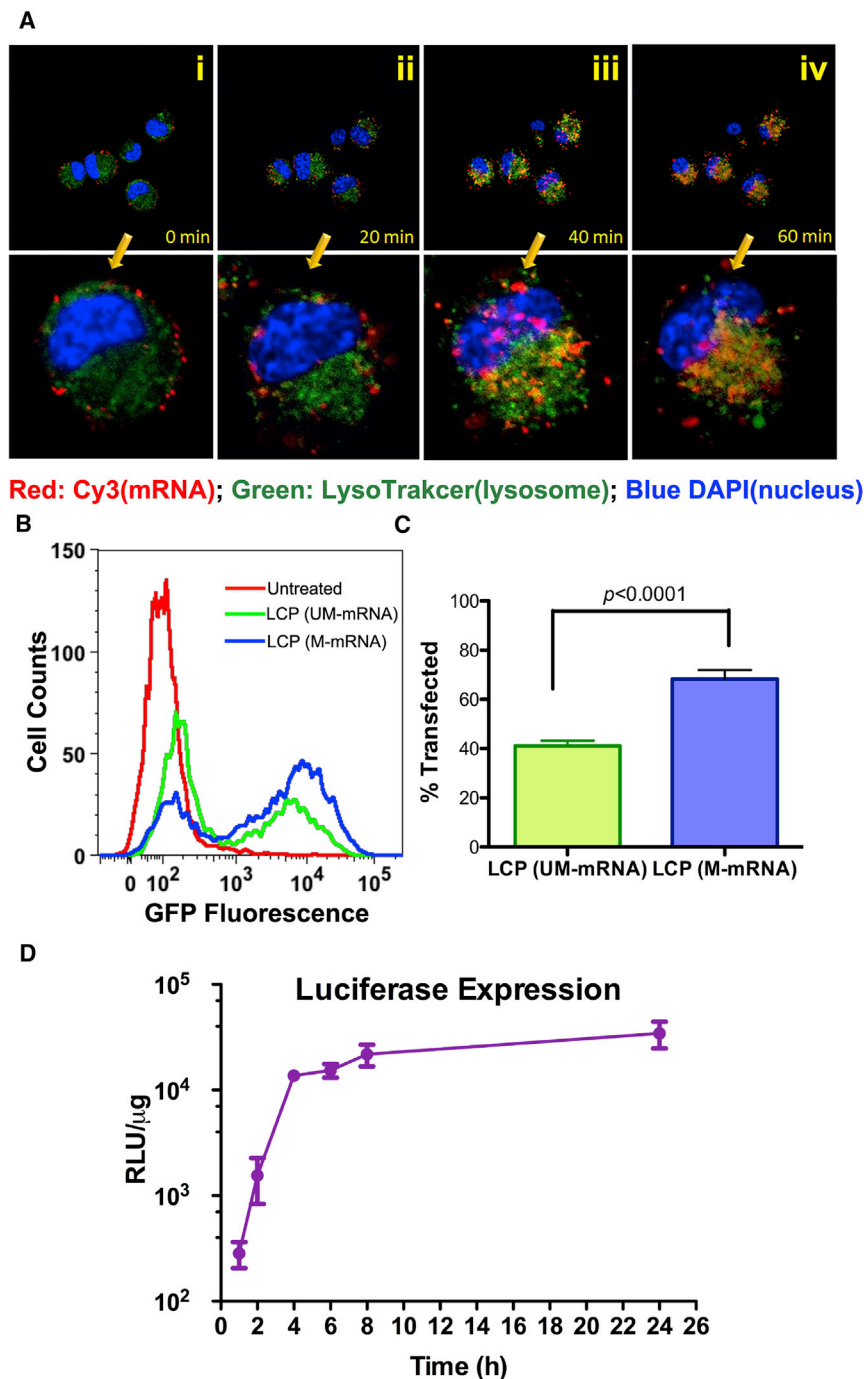 A
i
ii
iii
iv
0 min
20 min
40 min
60 min
Red: Cy3(mRNA); Green: LysoTrakcer(lysosome); Blue DAPI(nucleus)
B
150
100
50
0
Cell Counts
Untreated
LCP (UM-mRNA)
LCP (M-mRNA)
0 10² 10³ 10⁴ 10⁵
GFP Fluorescence
C
p<0.0001
100
80
60
40
20
0
% Transfected
LCP (UM-mRNA) LCP (M-mRNA)
D
Luciferase Expression
10⁵
10⁴
10³
10²
RLU/μg
0 2 4 6 8 10 12 14 16 18 20 22 24 26
Time (h)